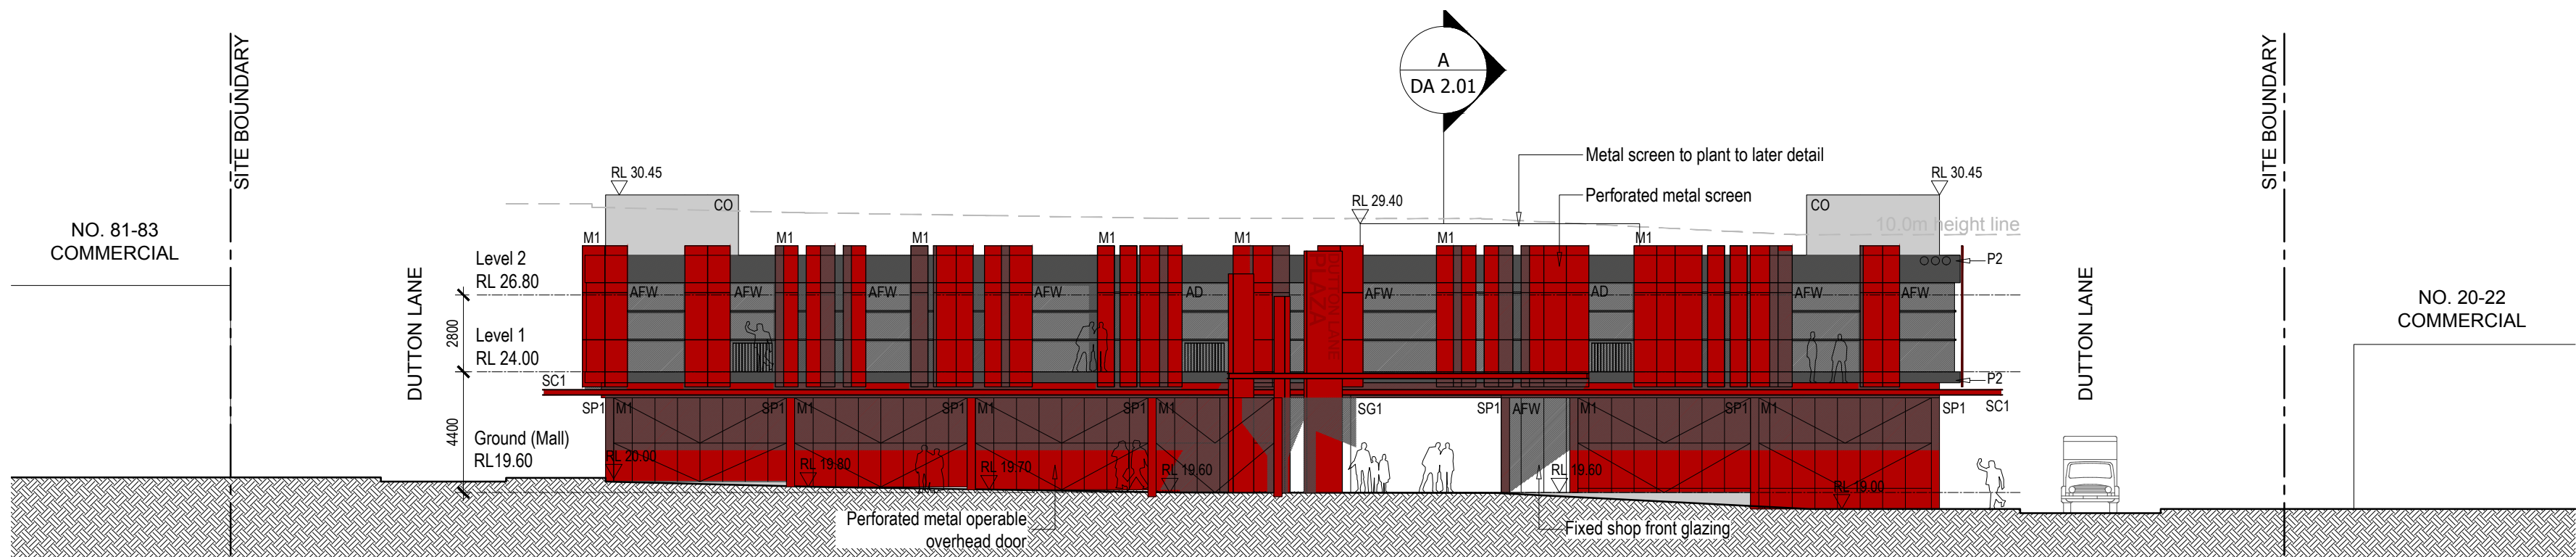 A
DA 2.01
SITE BOUNDARY
SITE BOUNDARY
Metal screen to plant to later detail
Perforated metal screen
RL 30.45
RL 29.40
RL 30.45
CO
CO
10.0m height line
NO. 81-83
COMMERCIAL
M1
M1
M1
M1
M1
M1
M1
Level 2
RL 26.80
P2
AFW
AFW
AFW
AFW
AD
AFW
AD
AFW
AFW
DUTTON LANE
PLAZA
DUTTON LANE
DUTTON LANE
NO. 20-22
COMMERCIAL
2800
Level 1
RL 24.00
SC1
P2
SP1
M1
SP1
M1
SP1
M1
SP1
M1
SG1
SP1
AFW
M1
SP1
M1
SP1
SC1
4400
Ground (Mall)
RL19.60
RL 20.00
RL 19.80
RL 19.70
RL 19.60
RL 19.60
RL 19.00
Perforated metal operable
overhead door
Fixed shop front glazing